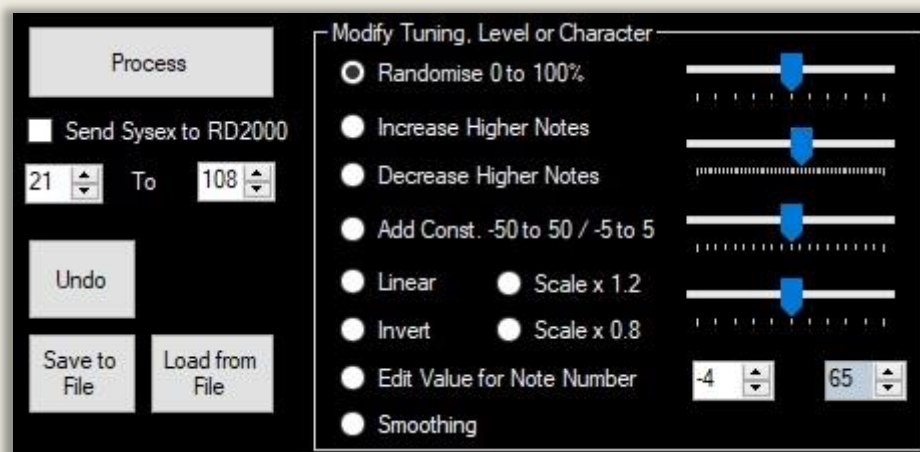 Process
Send Sysex to RD2000
21 To 108
Undo
Save to
File
Load from
File
Modify Tuning, Level or Character
Randomise 0 to 100%
Increase Higher Notes
Decrease Higher Notes
Add Const. -50 to 50 / -5 to 5
Linear Scale x 1.2
Invert Scale x 0.8
Edit Value for Note Number -4 65
Smoothing